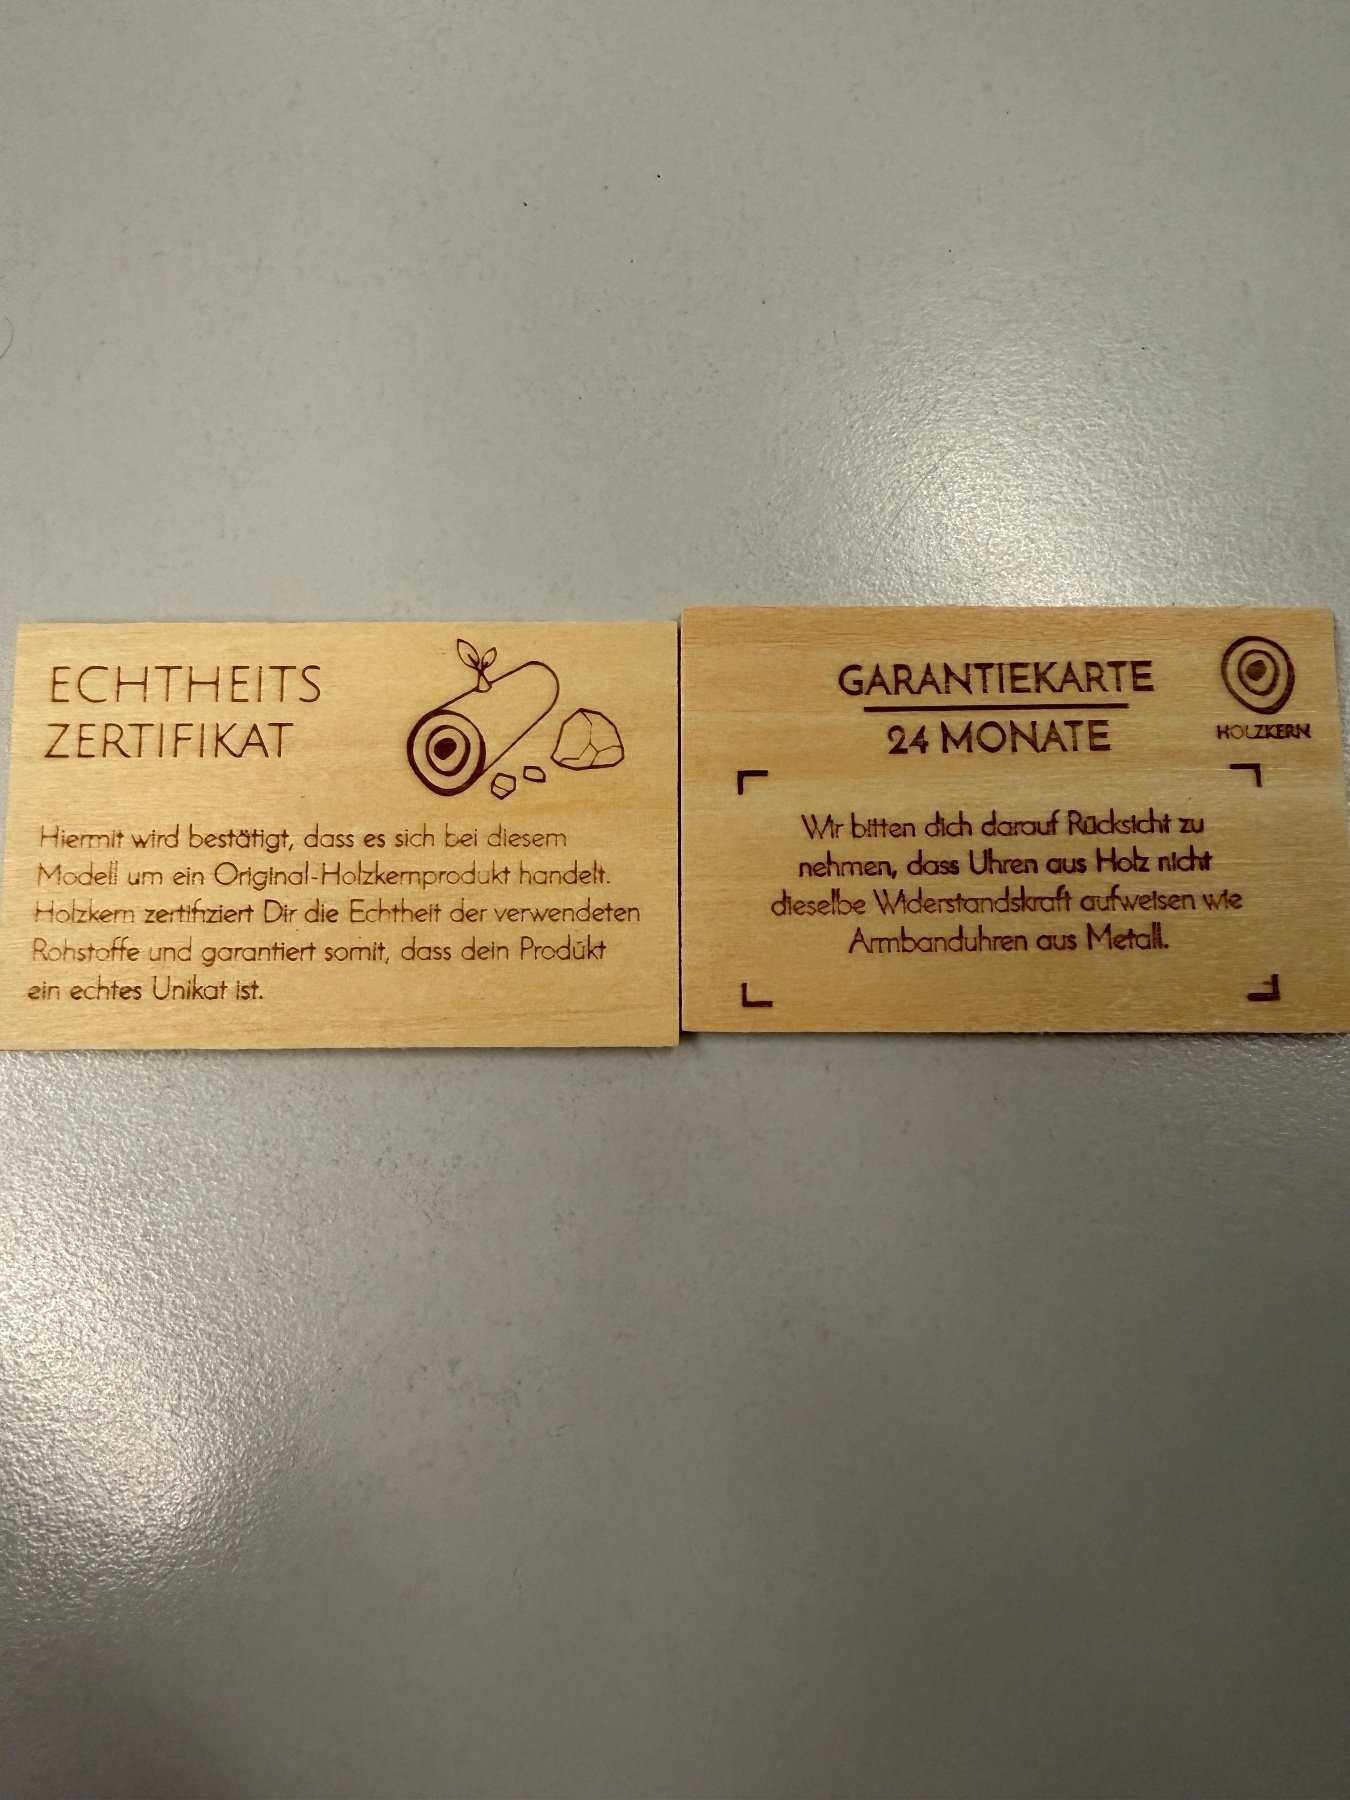 ECHTHEITS
ZERTIFIKAT
Hiermit wird bestätigt, dass es sich bei diesem
Modell um ein Original-Holzkernprodukt handelt.
Holzkern zertifiziert Dir die Echtheit der verwendeten
Rohstoffe und garantiert somit, dass dein Produkt
ein echtes Unikat ist.
GARANTIEKARTE
24 MONATE
HOLZKERN
Wir bitten dich darauf Rücksicht zu
nehmen, dass Uhren aus Holz nicht
dieselbe Widerstandskraft aufweisen wie
Armbanduhren aus Metall.